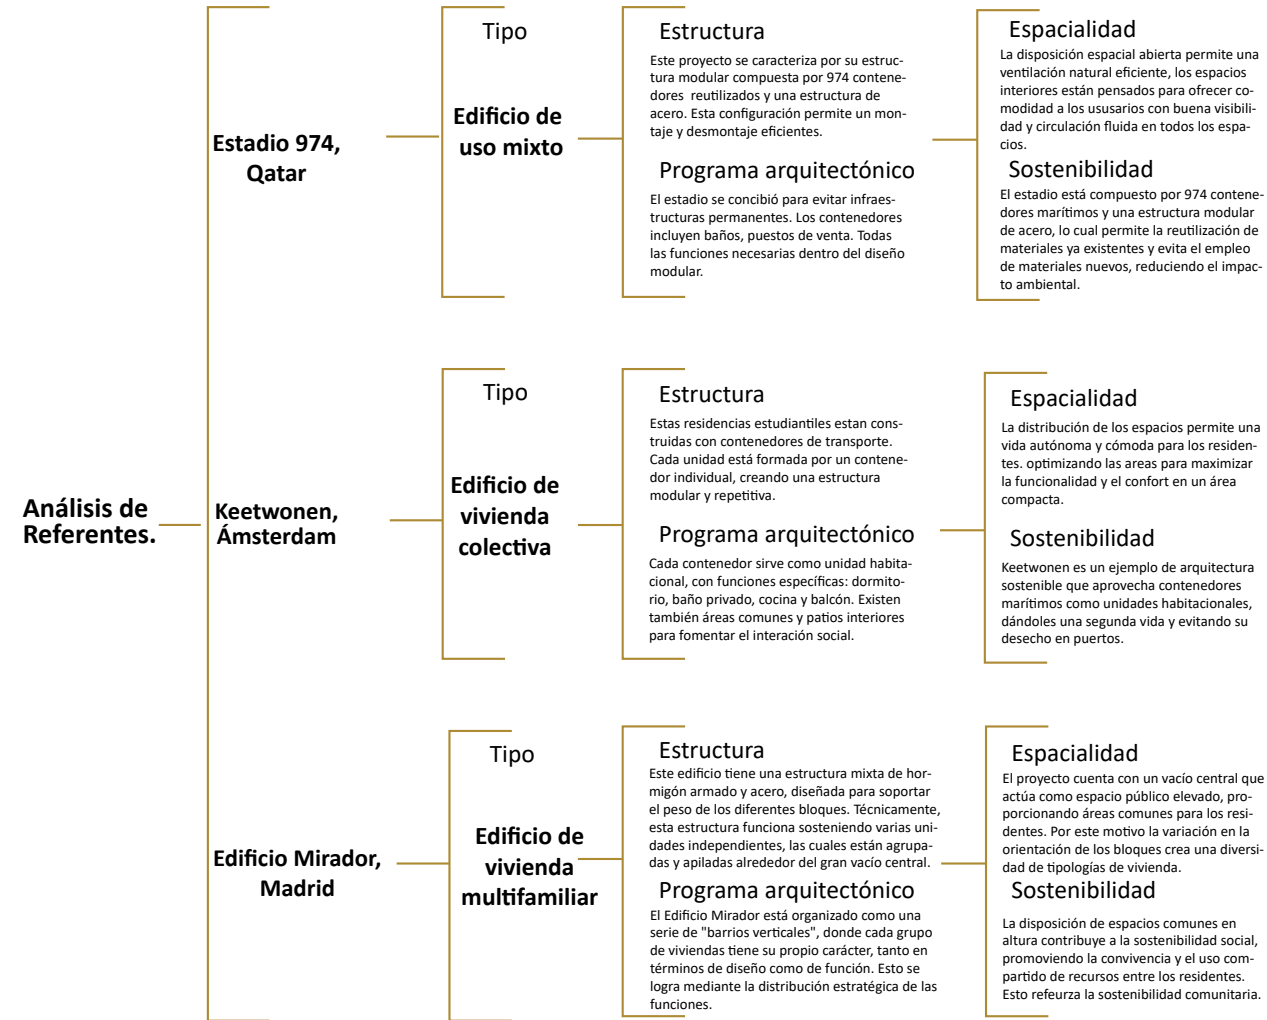 Análisis de
Referentes.
Estadio 974,
Qatar
Tipo
Edificio de
uso mixto
Estructura
Este proyecto se caracteriza por su estruc-
tura modular compuesta por 974 contene-
dores reutilizados y una estructura de
acero. Esta configuración permite un mon-
taje y desmontaje eficientes.
Programa arquitectónico
El estadio se concibió para evitar infraes-
tructuras permanentes. Los contenedores
incluyen baños, puestos de venta. Todas
las funciones necesarias dentro del diseño
modular.
Espacialidad
La disposición espacial abierta permite una
ventilación natural eficiente, los espacios
interiores están pensados para ofrecer co-
modidad a los ususarios con buena visibili-
dad y circulación fluida en todos los espa-
cios.
Sostenibilidad
El estadio está compuesto por 974 contene-
dores marítimos y una estructura modular
de acero, lo cual permite la reutilización de
materiales ya existentes y evita el empleo
de materiales nuevos, reduciendo el impac-
to ambiental.
Keetwonen,
Ámsterdam
Tipo
Edificio de
vivienda
colectiva
Estructura
Estas residencias estudiantiles estan cons-
truidas con contenedores de transporte.
Cada unidad está formada por un contene-
dor individual, creando una estructura
modular y repetitiva.
Programa arquitectónico
Cada contenedor sirve como unidad habita-
cional, con funciones específicas: dormito-
rio, baño privado, cocina y balcón. Existen
también áreas comunes y patios interiores
para fomentar el interación social.
Espacialidad
La distribución de los espacios permite una
vida autónoma y cómoda para los residen-
tes. optimizando las areas para maximizar
la funcionalidad y el confort en un área
compacta.
Sostenibilidad
Keetwonen es un ejemplo de arquitectura
sostenible que aprovecha contenedores
marítimos como unidades habitacionales,
dándoles una segunda vida y evitando su
desecho en puertos.
Edificio Mirador,
Madrid
Tipo
Edificio de
vivienda
multifamiliar
Estructura
Este edificio tiene una estructura mixta de hor-
migón armado y acero, diseñada para soportar
el peso de los diferentes bloques. Técnicamente,
esta estructura funciona sosteniendo varias uni-
dades independientes, las cuales están agrupa-
das y apiladas alrededor del gran vacío central.
Programa arquitectónico
El Edificio Mirador está organizado como una
serie de "barrios verticales", donde cada grupo
de viviendas tiene su propio carácter, tanto en
términos de diseño como de función. Esto se
logra mediante la distribución estratégica de las
funciones.
Espacialidad
El proyecto cuenta con un vacío central que
actúa como espacio público elevado, pro-
porcionando áreas comunes para los resi-
dentes. Por este motivo la variación en la
orientación de los bloques crea una diversi-
dad de tipologías de vivienda.
Sostenibilidad
La disposición de espacios comunes en
altura contribuye a la sostenibilidad social,
promoviendo la convivencia y el uso com-
partido de recursos entre los residentes.
Esto refeurza la sostenibilidad comunitaria.